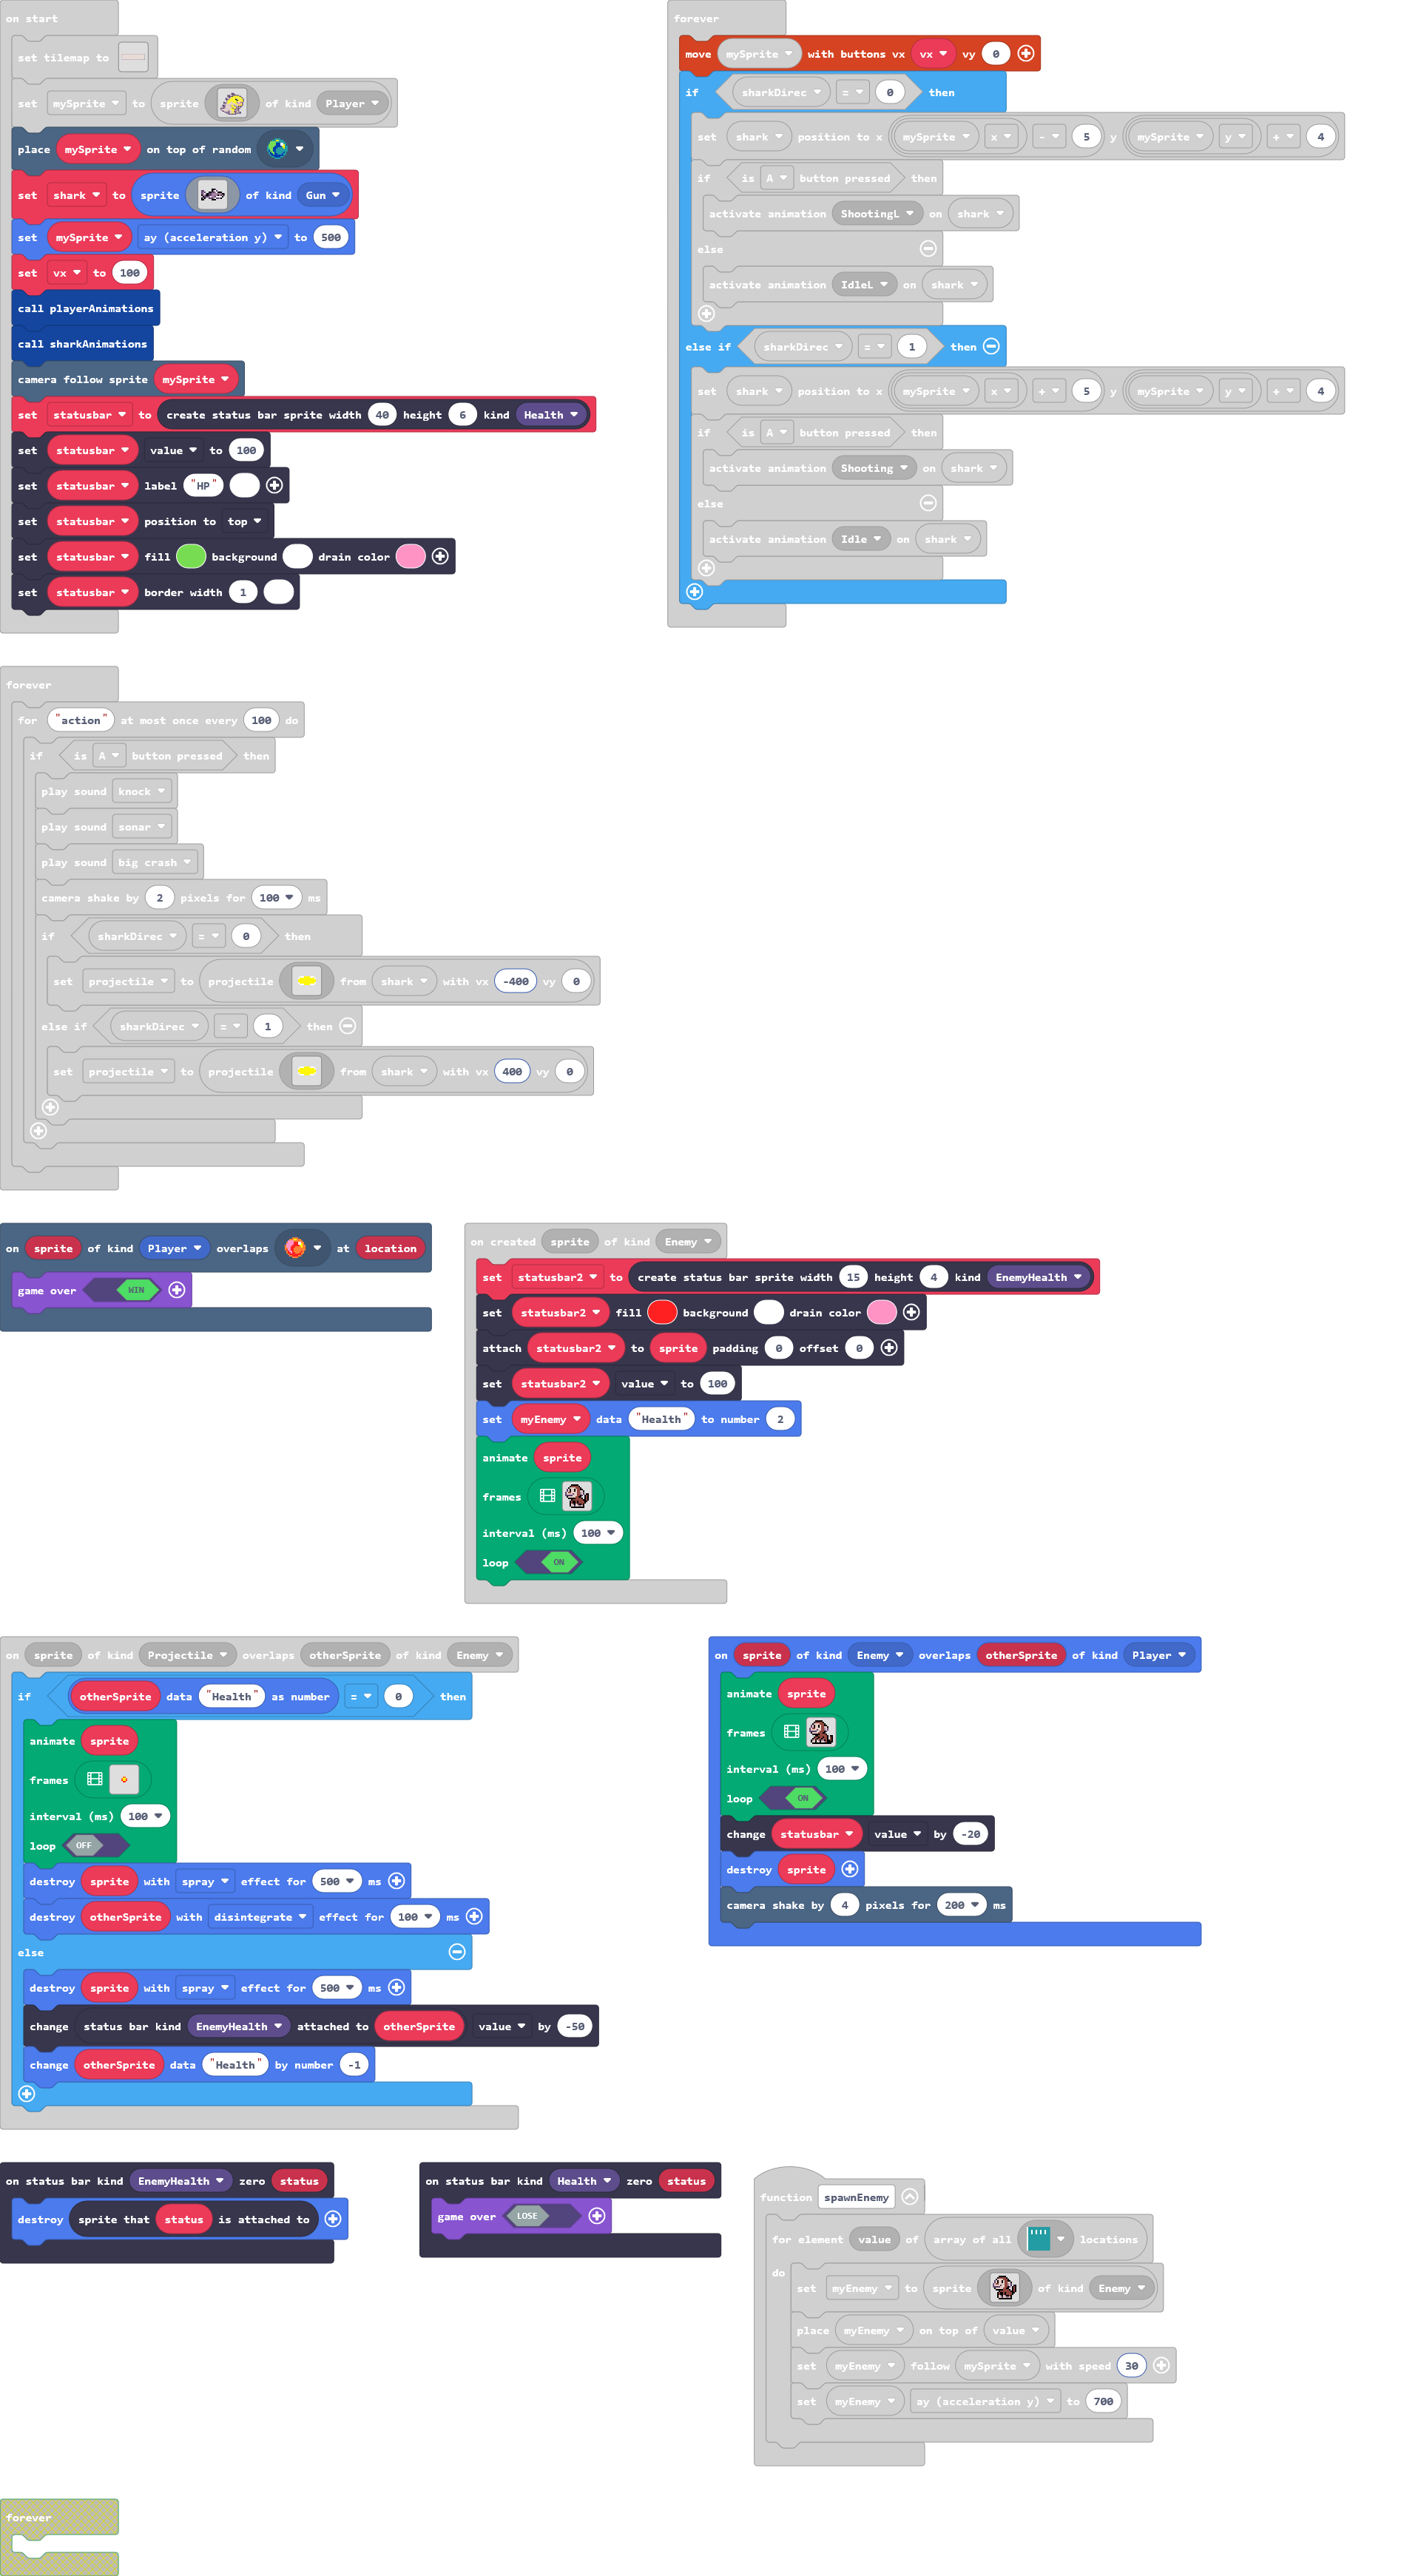 on start
set tilemap to
set mySprite to sprite of kind Player
place mySprite on top of random
set shark to sprite of kind Gun
set mySprite ay (acceleration y) to 500
set vx to 100
call playerAnimations
call sharkAnimations
camera follow sprite mySprite
set statusbar to create status bar sprite width 40 height 6 kind Health
set statusbar value to 100
set statusbar label "HP"
set statusbar position to top
set statusbar fill background drain color
set statusbar border width 1
forever
move mySprite with buttons vx vx vy 0
if sharkDirec = 0 then
set shark position to x mySprite x - 5 y mySprite y + 4
if is A button pressed then
activate animation ShootingL on shark
else
activate animation IdleL on shark
else if sharkDirec = 1 then
set shark position to x mySprite x + 5 y mySprite y + 4
if is A button pressed then
activate animation Shooting on shark
else
activate animation Idle on shark
forever
for "action" at most once every 100 do
if is A button pressed then
play sound knock
play sound sonar
play sound big crash
camera shake by 2 pixels for 100 ms
if sharkDirec = 0 then
set projectile to projectile from shark with vx -400 vy 0
else if sharkDirec = 1 then
set projectile to projectile from shark with vx 400 vy 0
on sprite of kind Player overlaps at location
game over WIN
on created sprite of kind Enemy
set statusbar2 to create status bar sprite width 15 height 4 kind EnemyHealth
set statusbar2 fill background drain color
attach statusbar2 to sprite padding 0 offset 0
set statusbar2 value to 100
set myEnemy data "Health" to number 2
animate sprite
frames
interval (ms) 100
loop ON
on sprite of kind Projectile overlaps otherSprite of kind Enemy
if otherSprite data "Health" as number = 0 then
animate sprite
frames
interval (ms) 100
loop OFF
destroy sprite with spray effect for 500 ms
destroy otherSprite with disintegrate effect for 100 ms
else
destroy sprite with spray effect for 500 ms
change status bar kind EnemyHealth attached to otherSprite value by -50
change otherSprite data "Health" by number -1
on sprite of kind Enemy overlaps otherSprite of kind Player
animate sprite
frames
interval (ms) 100
loop ON
change statusbar value by -20
destroy sprite
camera shake by 4 pixels for 200 ms
on status bar kind EnemyHealth zero status
destroy sprite that status is attached to
on status bar kind Health zero status
game over LOSE
function spawnEnemy
for element value of array of all locations
do
set myEnemy to sprite of kind Enemy
place myEnemy on top of value
set myEnemy follow mySprite with speed 30
set myEnemy ay (acceleration y) to 700
forever